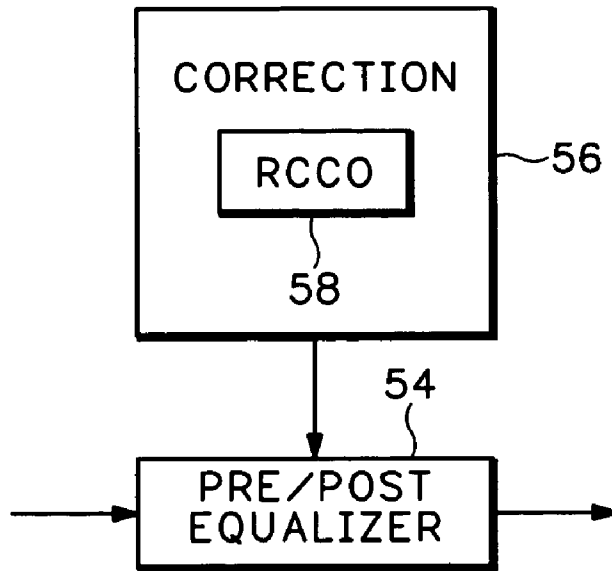 CORRECTION
RCCO
56
58
54
PRE/POST
EQUALIZER